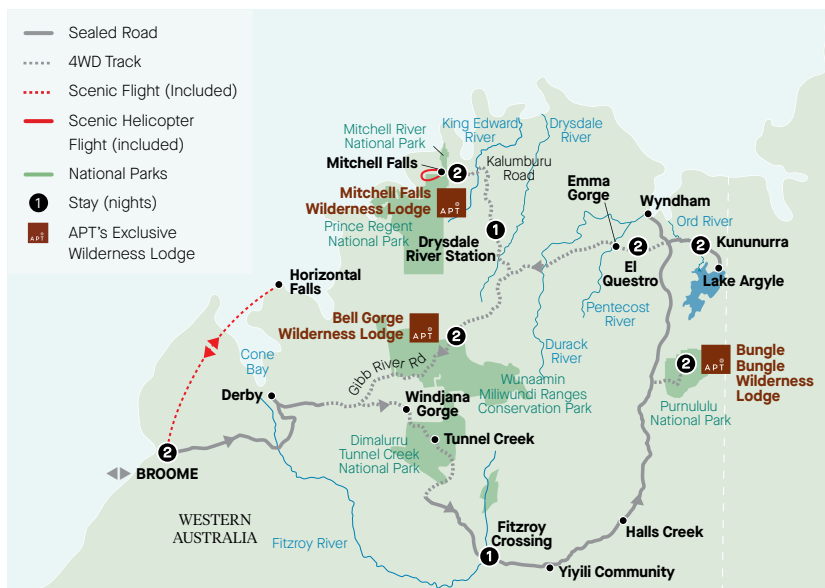 Sealed Road
4WD Track
Scenic Flight (Included)
Scenic Helicopter
Flight (included)
National Parks
1 Stay (nights)
APT APT's Exclusive
Wilderness Lodge
Mitchell River
National Park
King Edward
River
Drysdale
River
Mitchell Falls
2
Kalumburu
Road
Mitchell Falls
Wilderness Lodge
APT
Prince Regent
National Park
Drysdale
River Station
1
Emma
Gorge
Wyndham
Ord River
2
Kununurra
2
El
Questro
Lake Argyle
Pentecost
River
Horizontal
Falls
Bell Gorge
Wilderness Lodge
APT
2
Durack
River
Cone
Bay
Gibb River Rd
Wunaamin
Miliwundi Ranges
Conservation Park
2
APT
Bungle
Bungle
Wilderness
Lodge
Purnululu
National Park
Derby
Windjana
Gorge
Tunnel Creek
Dimalurru
Tunnel Creek
National Park
2
BROOME
WESTERN
AUSTRALIA
Fitzroy River
Fitzroy
Crossing
1
Halls Creek
Yiyili Community